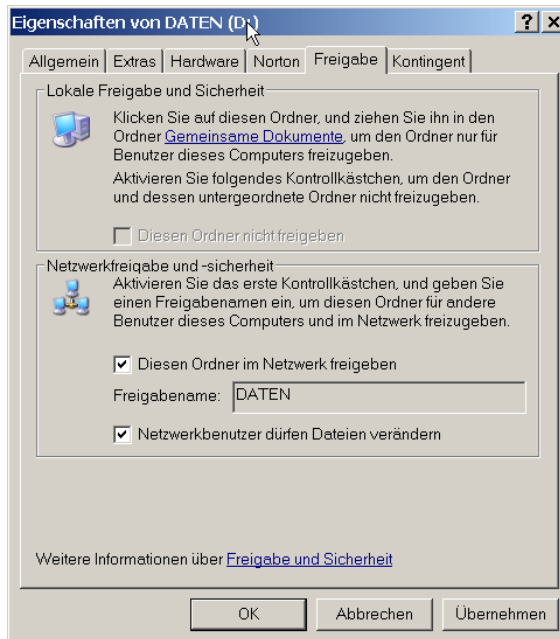 Eigenschaften von DATEN (D:)
Allgemein
Extras
Hardware
Norton
Freigabe
Kontingent
Lokale Freigabe und Sicherheit
Klicken Sie auf diesen Ordner, und ziehen Sie ihn in den
Ordner Gemeinsame Dokumente, um den Ordner nur für
Benutzer dieses Computers freizugeben.
Aktivieren Sie folgendes Kontrollkästchen, um den Ordner
und dessen untergeordnete Ordner nicht freizugeben.
Diesen Ordner nicht freigeben
Netzwerkfreigabe und -sicherheit
Aktivieren Sie das erste Kontrollkästchen, und geben Sie
einen Freigabenamen ein, um diesen Ordner für andere
Benutzer dieses Computers und im Netzwerk freizugeben.
Diesen Ordner im Netzwerk freigeben
Freigabename: DATEN
Netzwerkbenutzer dürfen Dateien verändern
Weitere Informationen über Freigabe und Sicherheit
OK
Abbrechen
Übernehmen